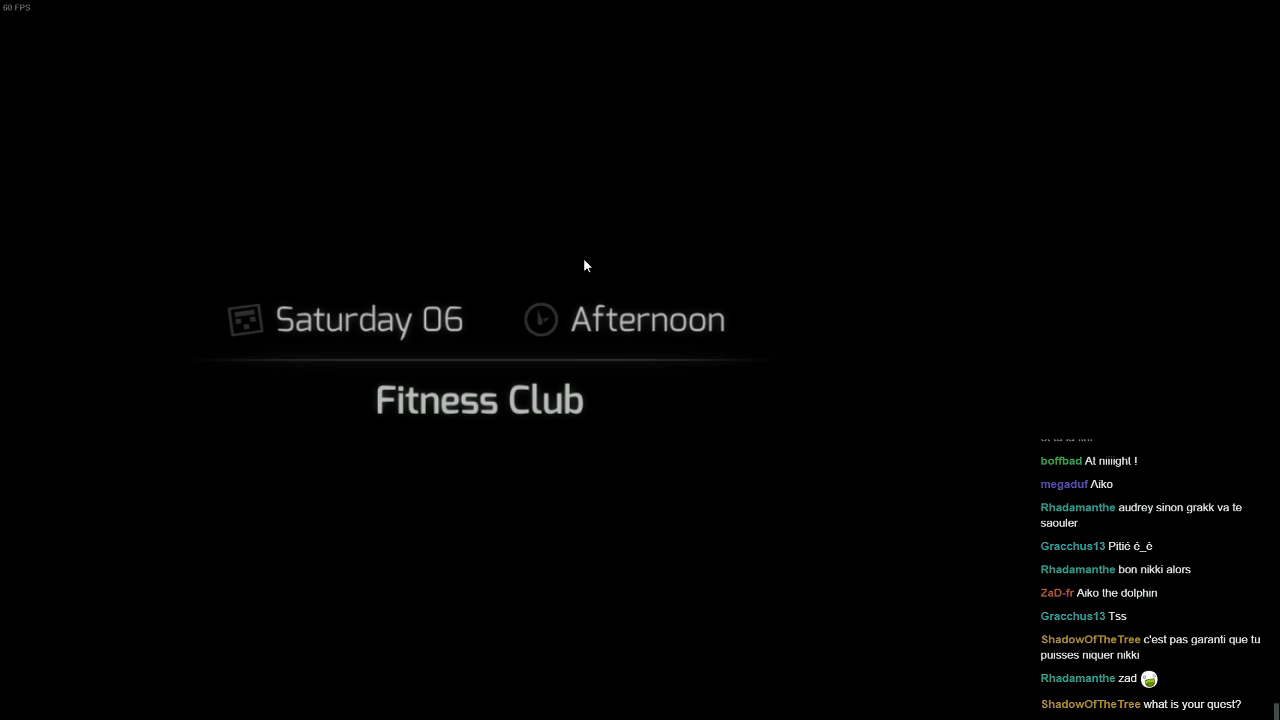 60 FPS
Saturday 06
Afternoon
Fitness Club
boffbad At niiiight !
megaduf Aiko
Rhadamanthe audrey sinon grakk va te
saouler
Gracchus13 Pitié é_è
Rhadamanthe bon nikki alors
ZaD-fr Aiko the dolphin
Gracchus13 Tss
ShadowOfTheTree c'est pas garanti que tu
puisses niquer nikki
Rhadamanthe zad
ShadowOfTheTree what is your quest?